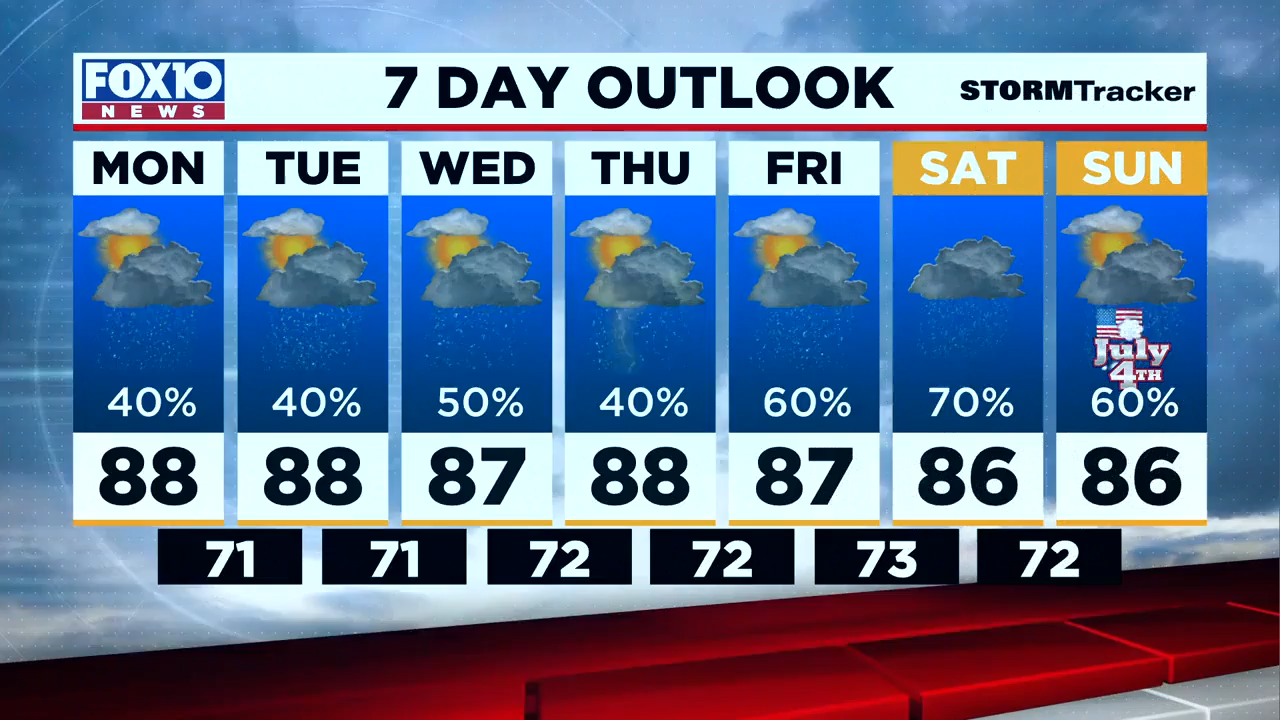 FOX10
NEWS
7 DAY OUTLOOK
STORMTracker
MON TUE WED THU FRI SAT SUN
July
4TH
40% 40% 50% 40% 60% 70% 60%
88 88 87 88 87 86 86
71 71 72 72 73 72